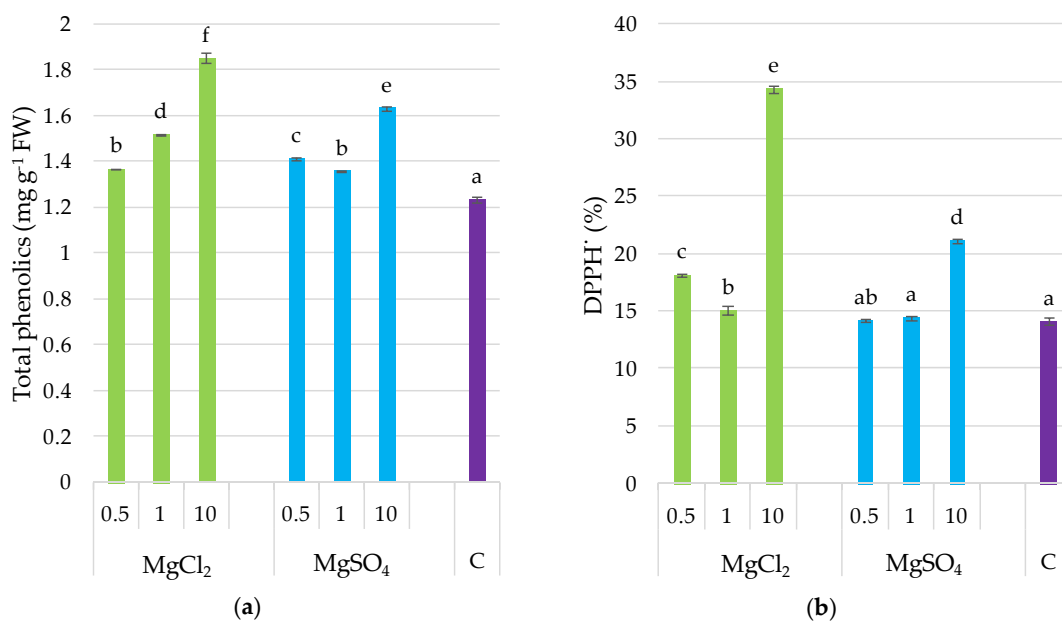 Total phenolics (mg g⁻¹ FW)
2
1.8
1.6
1.4
1.2
1
0.8
0.6
0.4
0.2
0
b
d
f
c
b
e
a
0.5 1 10 0.5 1 10
MgCl₂ MgSO₄ C
(a)
DPPH· (%)
40
35
30
25
20
15
10
5
0
c
b
e
ab
a
d
a
0.5 1 10 0.5 1 10
MgCl₂ MgSO₄ C
(b)